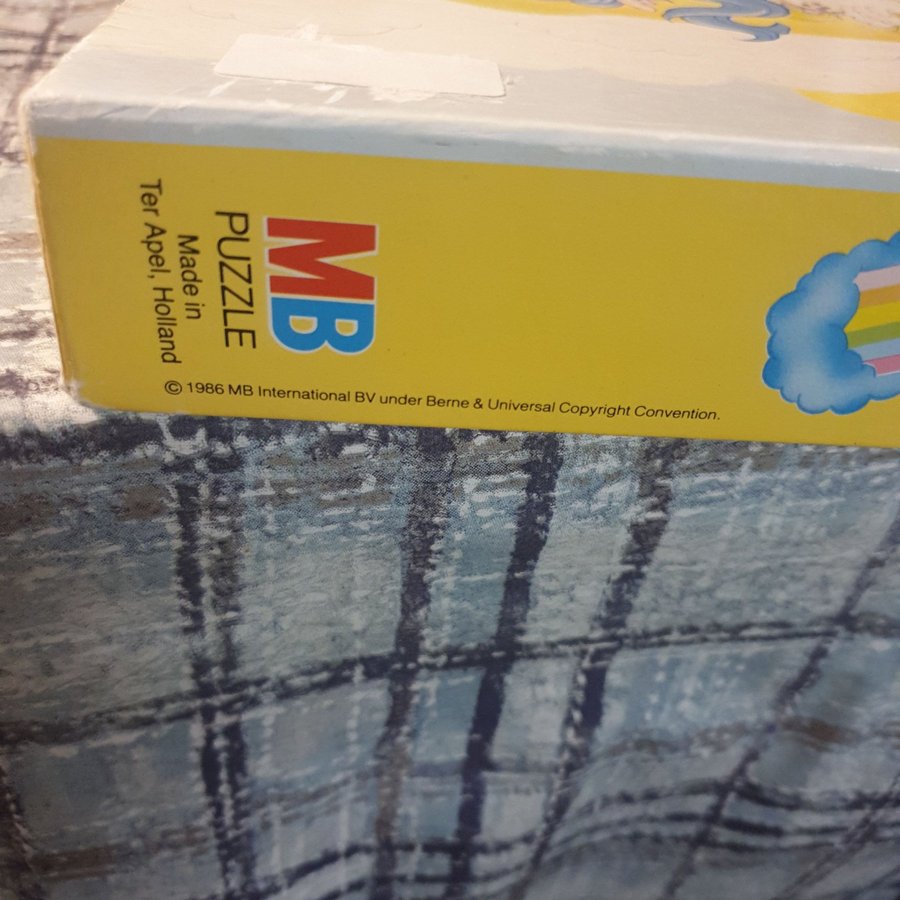 MB
PUZZLE
Made in
Ter Apel, Holland
© 1986 MB International BV under Berne & Universal Copyright Convention.